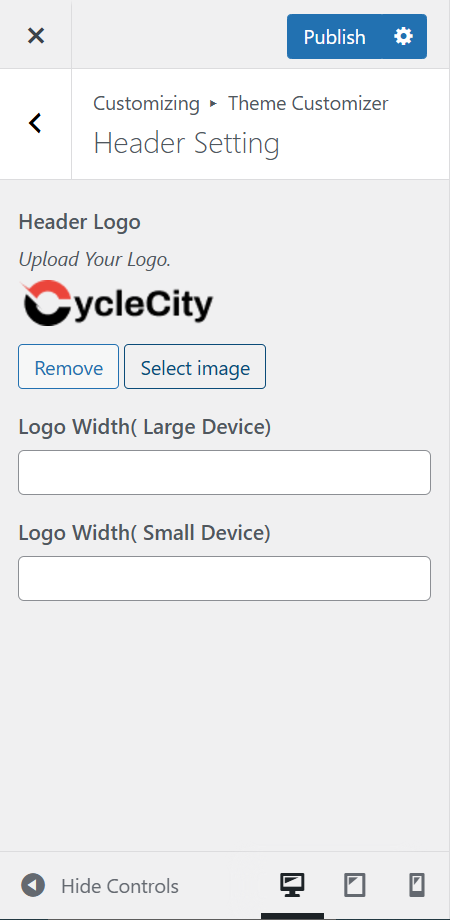 Publish
Customizing ▸ Theme Customizer
Header Setting
Header Logo
Upload Your Logo.
CycleCity
Remove
Select image
Logo Width( Large Device)
Logo Width( Small Device)
Hide Controls